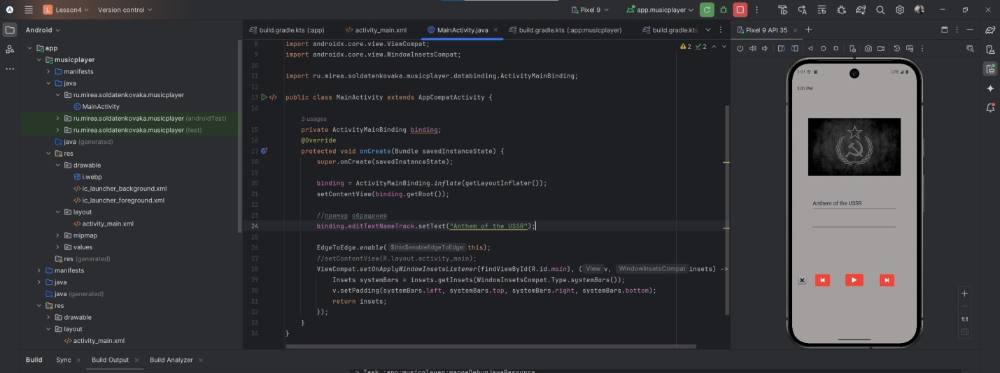 L Lesson4 Version control Pixel 9 app.musicplayer
Android
app
musicplayer
manifests
java
ru.mirea.soldatenkovaka.musicplayer
MainActivity
ru.mirea.soldatenkovaka.musicplayer (androidTest)
ru.mirea.soldatenkovaka.musicplayer (test)
java (generated)
res
drawable
i.webp
ic_launcher_background.xml
ic_launcher_foreground.xml
layout
activity_main.xml
mipmap
values
res (generated)
manifests
java
java (generated)
res
drawable
layout
activity_main.xml
build.gradle.kts (:app) activity_main.xml MainActivity.java build.gradle.kts (:app:musicplayer) build.gradle.kts
2 2
8 import androidx.core.view.ViewCompat;
9 import androidx.core.view.WindowInsetsCompat;
10
11 import ru.mirea.soldatenkovaka.musicplayer.databinding.ActivityMainBinding;
12
13 public class MainActivity extends AppCompatActivity {
14
3 usages
15 private ActivityMainBinding binding;
16 @Override
17 protected void onCreate(Bundle savedInstanceState) {
18 super.onCreate(savedInstanceState);
19
20 binding = ActivityMainBinding.inflate(getLayoutInflater());
21 setContentView(binding.getRoot());
22
23 //пример обращения
24 binding.editTextNameTrack.setText("Anthem of the USSR");
25
26 EdgeToEdge.enable( $this$enableEdgeToEdge: this);
27 //setContentView(R.layout.activity_main);
28 ViewCompat.setOnApplyWindowInsetsListener(findViewById(R.id.main), ( View v, WindowInsetsCompat insets) ->
29 Insets systemBars = insets.getInsets(WindowInsetsCompat.Type.systemBars());
30 v.setPadding(systemBars.left, systemBars.top, systemBars.right, systemBars.bottom);
31 return insets;
32 });
33 }
34 }
Pixel 9 API 35
3:01 LTE
3:01 PM
Anthem of the USSR
1:1
Build Sync Build Output Build Analyzer
> Task :app:musicplayer:mergeDebugJavaResource